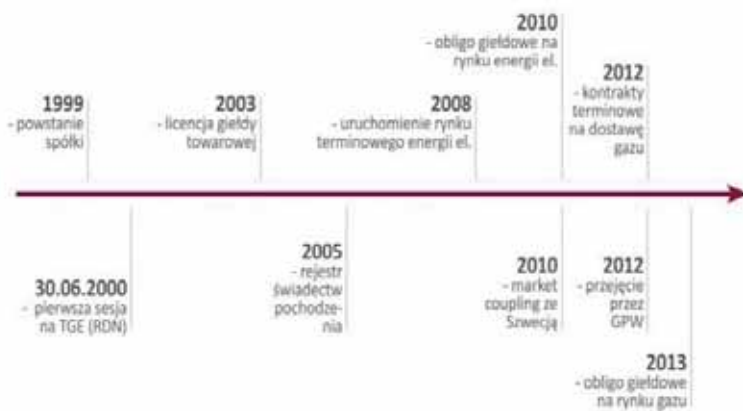 2010
- obligo giełdowe na
rynku energii el.
2012
- kontrakty
terminowe
na dostawę
gazu
1999
- powstanie
spółki
2003
- licencja giełdy
towarowej
2008
- uruchomienie rynku
terminowego energii el.
30.06.2000
- pierwsza sesja
na TGE (RDN)
2005
- rejestr
świadectw
pochodze-
nia
2010
- market
coupling ze
Szwecją
2012
- przejęcie
przez
GPW
2013
- obligo giełdowe
na rynku gazu